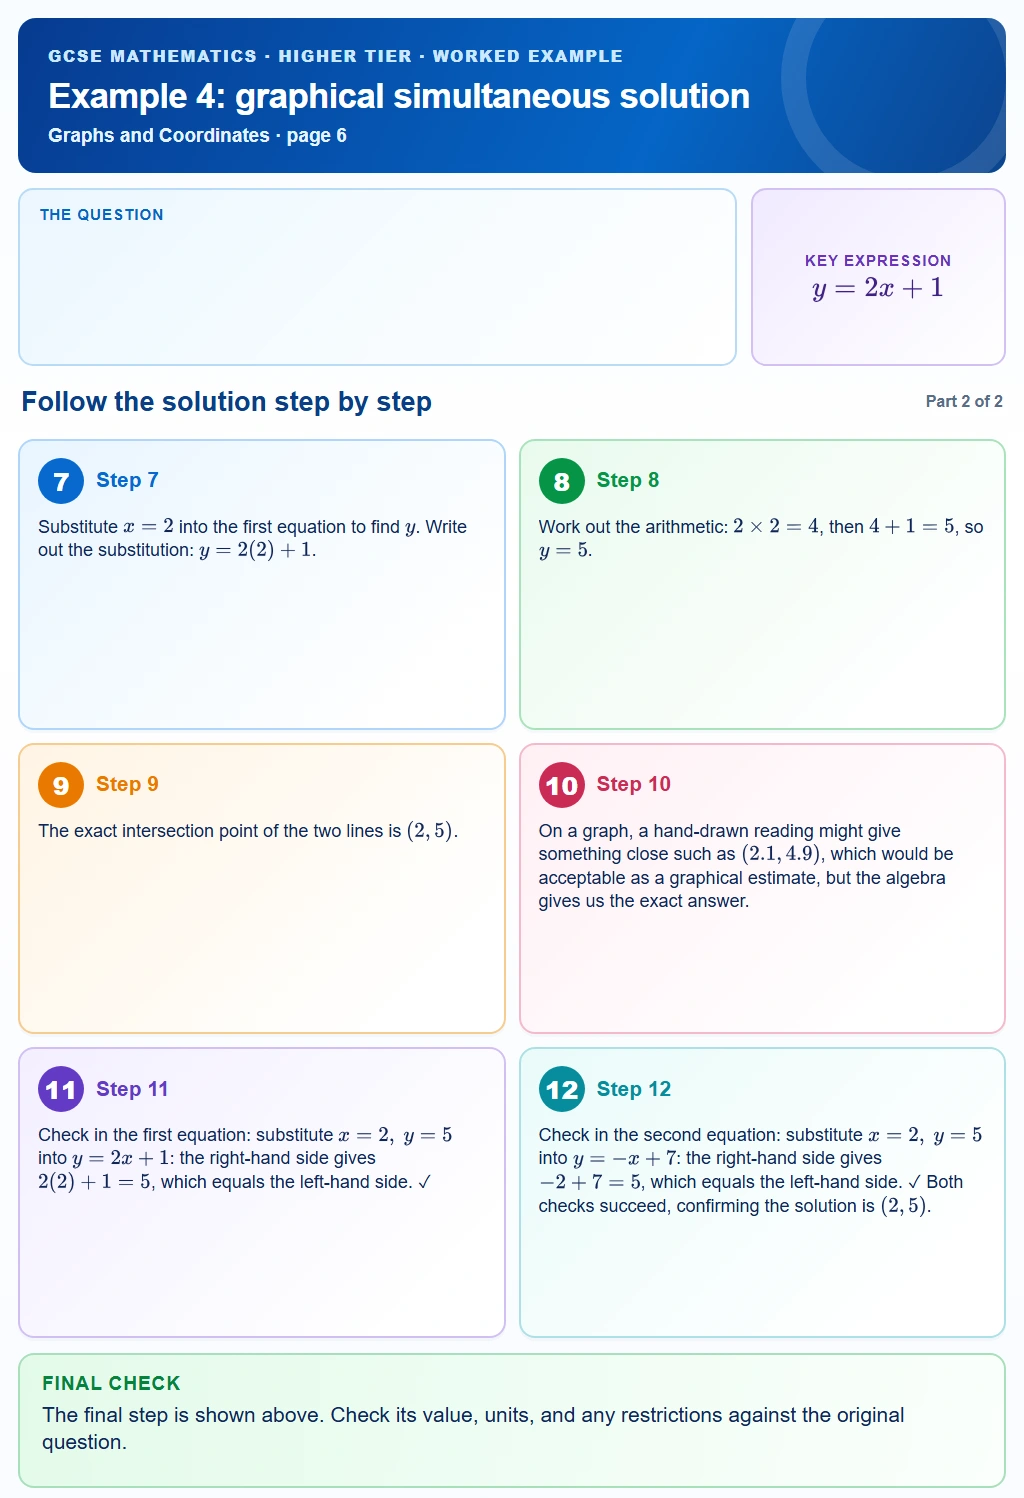 GCSE MATHEMATICS · HIGHER TIER · WORKED EXAMPLE
Example 4: graphical simultaneous solution
Graphs and Coordinates · page 6
THE QUESTION
KEY EXPRESSION
y = 2x + 1
Follow the solution step by step
Part 2 of 2
7 Step 7
Substitute x = 2 into the first equation to find y. Write
out the substitution: y = 2(2) + 1.
8 Step 8
Work out the arithmetic: 2 × 2 = 4, then 4 + 1 = 5, so
y = 5.
9 Step 9
The exact intersection point of the two lines is (2, 5).
10 Step 10
On a graph, a hand-drawn reading might give
something close such as (2.1, 4.9), which would be
acceptable as a graphical estimate, but the algebra
gives us the exact answer.
11 Step 11
Check in the first equation: substitute x = 2, y = 5
into y = 2x + 1: the right-hand side gives
2(2) + 1 = 5, which equals the left-hand side. ✓
12 Step 12
Check in the second equation: substitute x = 2, y = 5
into y = −x + 7: the right-hand side gives
−2 + 7 = 5, which equals the left-hand side. ✓ Both
checks succeed, confirming the solution is (2, 5).
FINAL CHECK
The final step is shown above. Check its value, units, and any restrictions against the original
question.